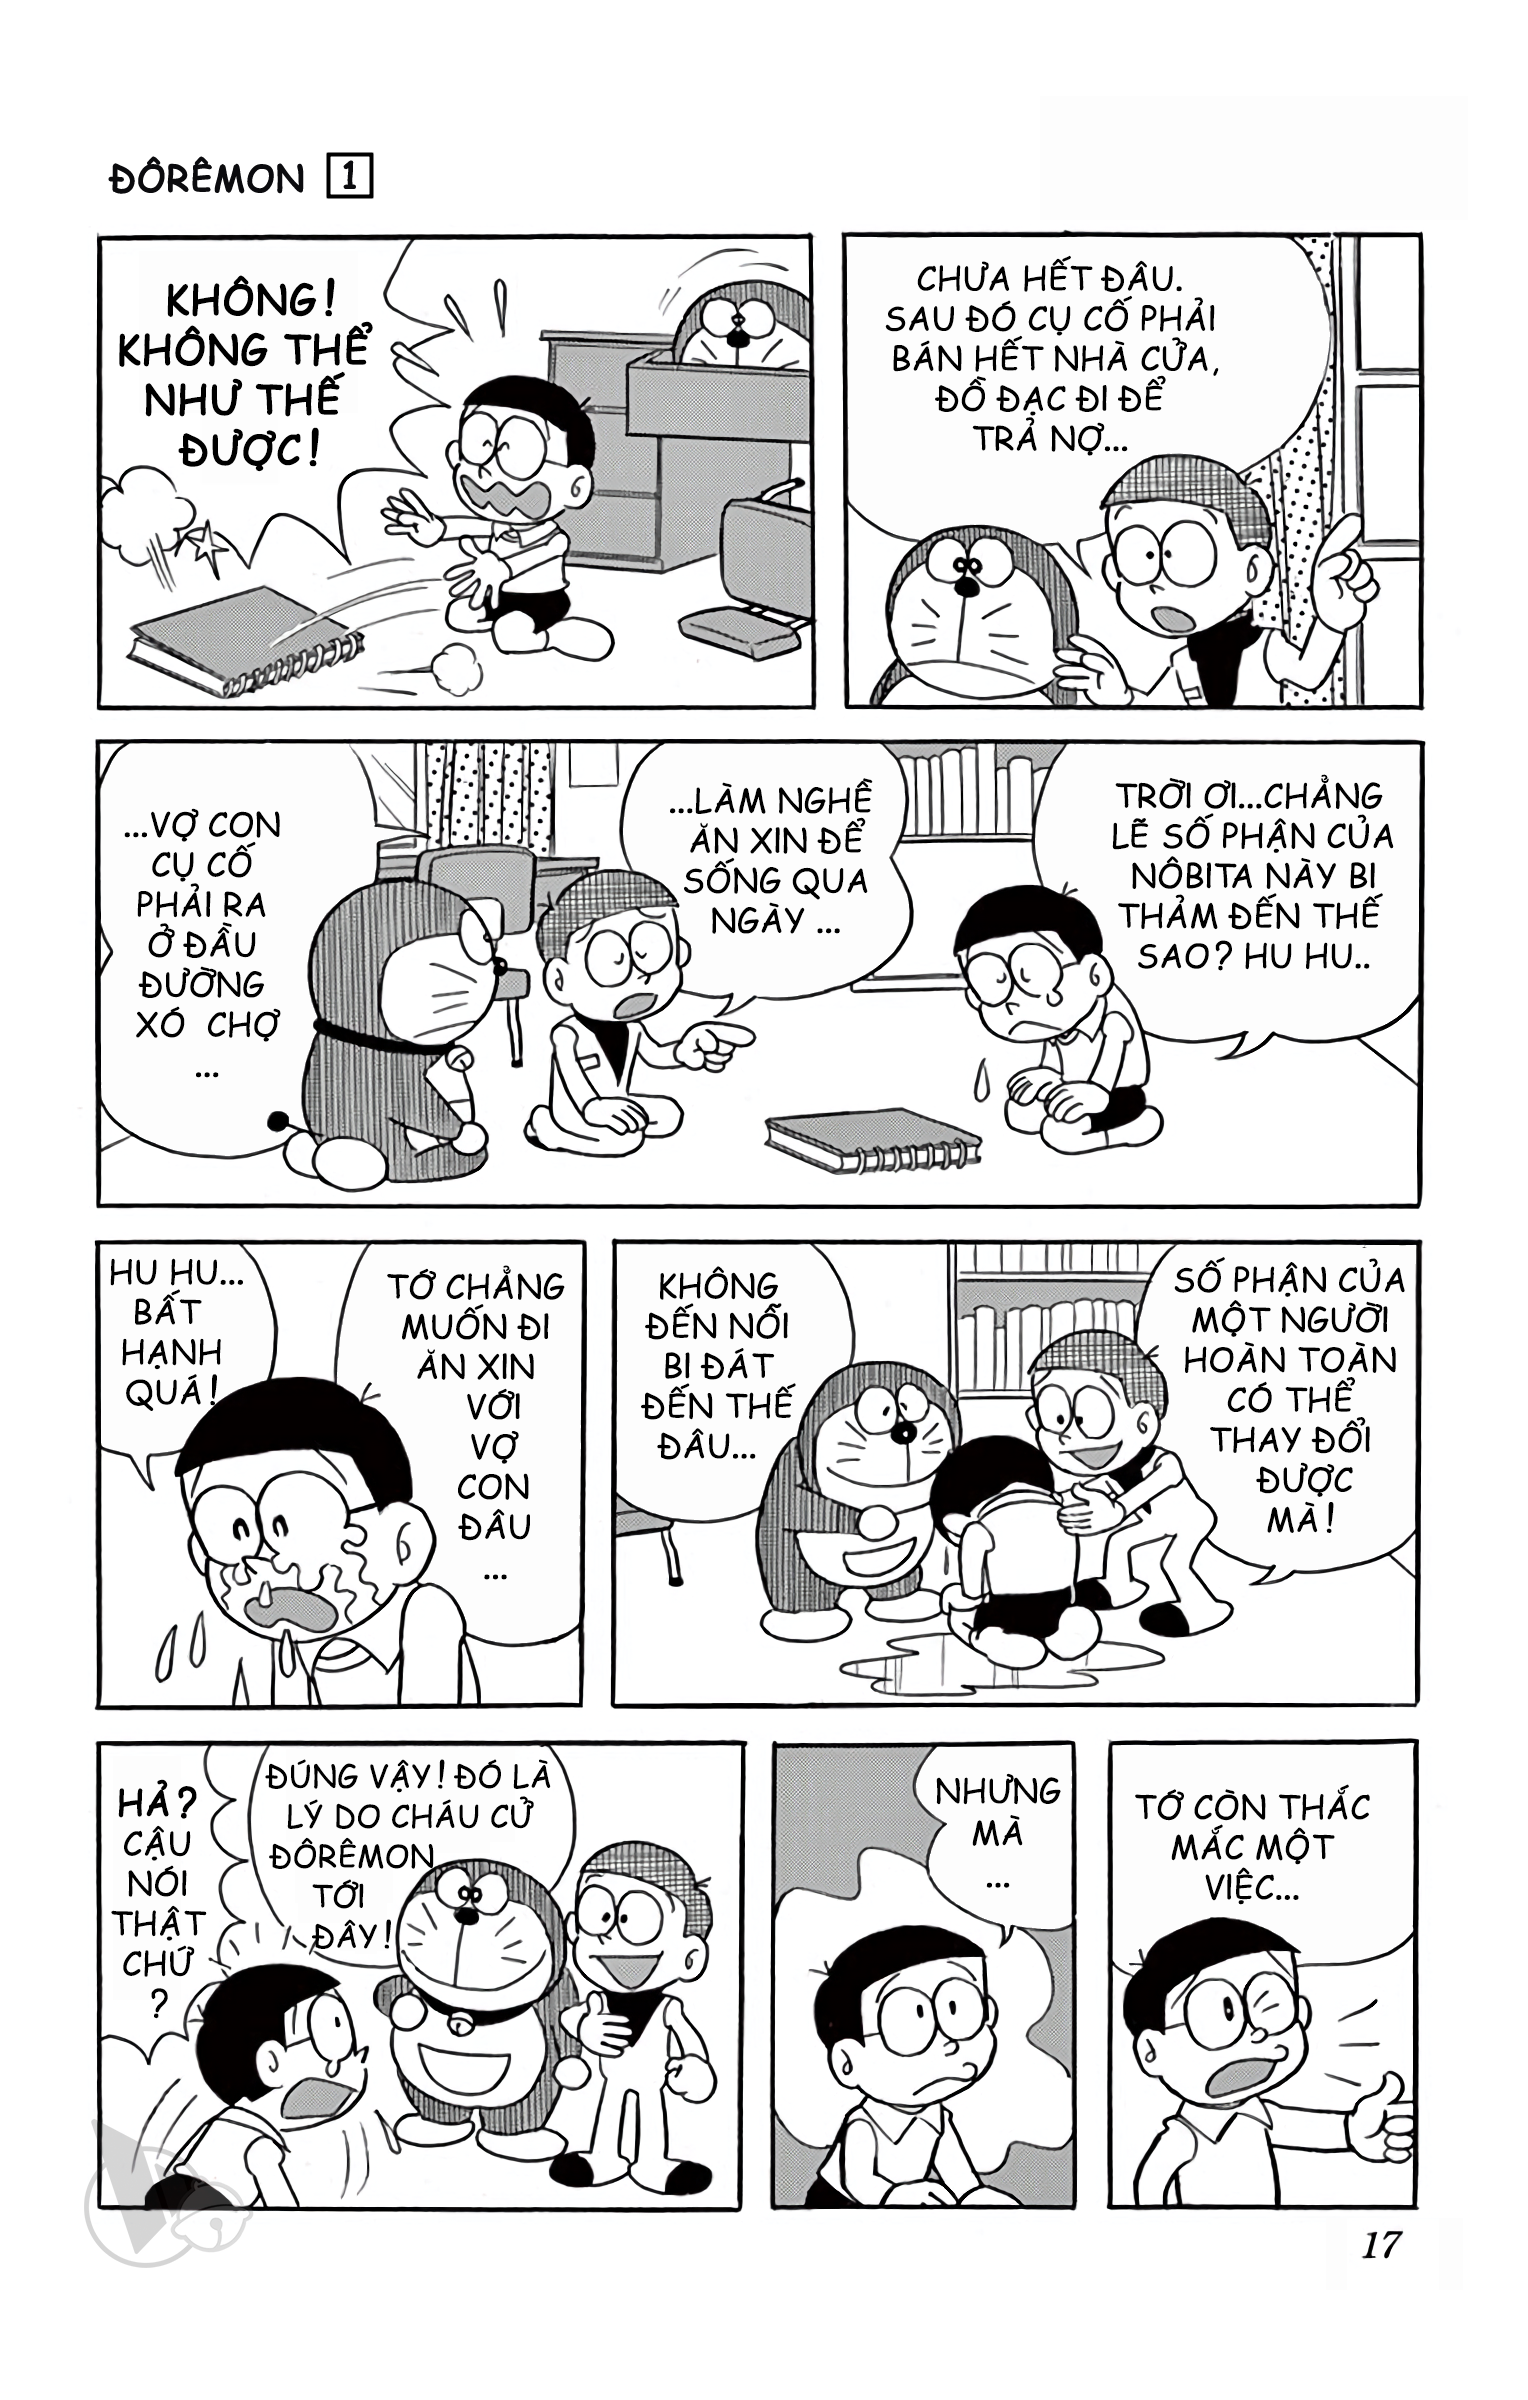 ĐÔRÊMON 1
KHÔNG!
KHÔNG THỂ
NHƯ THẾ
ĐƯỢC!
CHƯA HẾT ĐÂU.
SAU ĐÓ CỤ CỐ PHẢI
BÁN HẾT NHÀ CỬA,
ĐỒ ĐẠC ĐI ĐỂ
TRẢ NỢ...
...VỢ CON
CỤ CỐ
PHẢI RA
Ở ĐẦU
ĐƯỜNG
XÓ CHỢ
...
...LÀM NGHỀ
ĂN XIN ĐỂ
SỐNG QUA
NGÀY ...
TRỜI ƠI...CHẲNG
LẼ SỐ PHẬN CỦA
NÔBITA NÀY BI
THẢM ĐẾN THẾ
SAO? HU HU..
HU HU...
BẤT
HẠNH
QUÁ!
TỚ CHẲNG
MUỐN ĐI
ĂN XIN
VỚI
VỢ
CON
ĐÂU
...
KHÔNG
ĐẾN NỖI
BI ĐÁT
ĐẾN THẾ
ĐÂU...
SỐ PHẬN CỦA
MỘT NGƯỜI
HOÀN TOÀN
CÓ THỂ
THAY ĐỔI
ĐƯỢC
MÀ!
HẢ?
CẬU
NÓI
THẬT
CHỨ
?
ĐÚNG VẬY! ĐÓ LÀ
LÝ DO CHÁU CỬ
ĐÔRÊMON
TỚI
ĐÂY!
NHƯNG
MÀ
...
TỚ CÒN THẮC
MẮC MỘT
VIỆC...
17